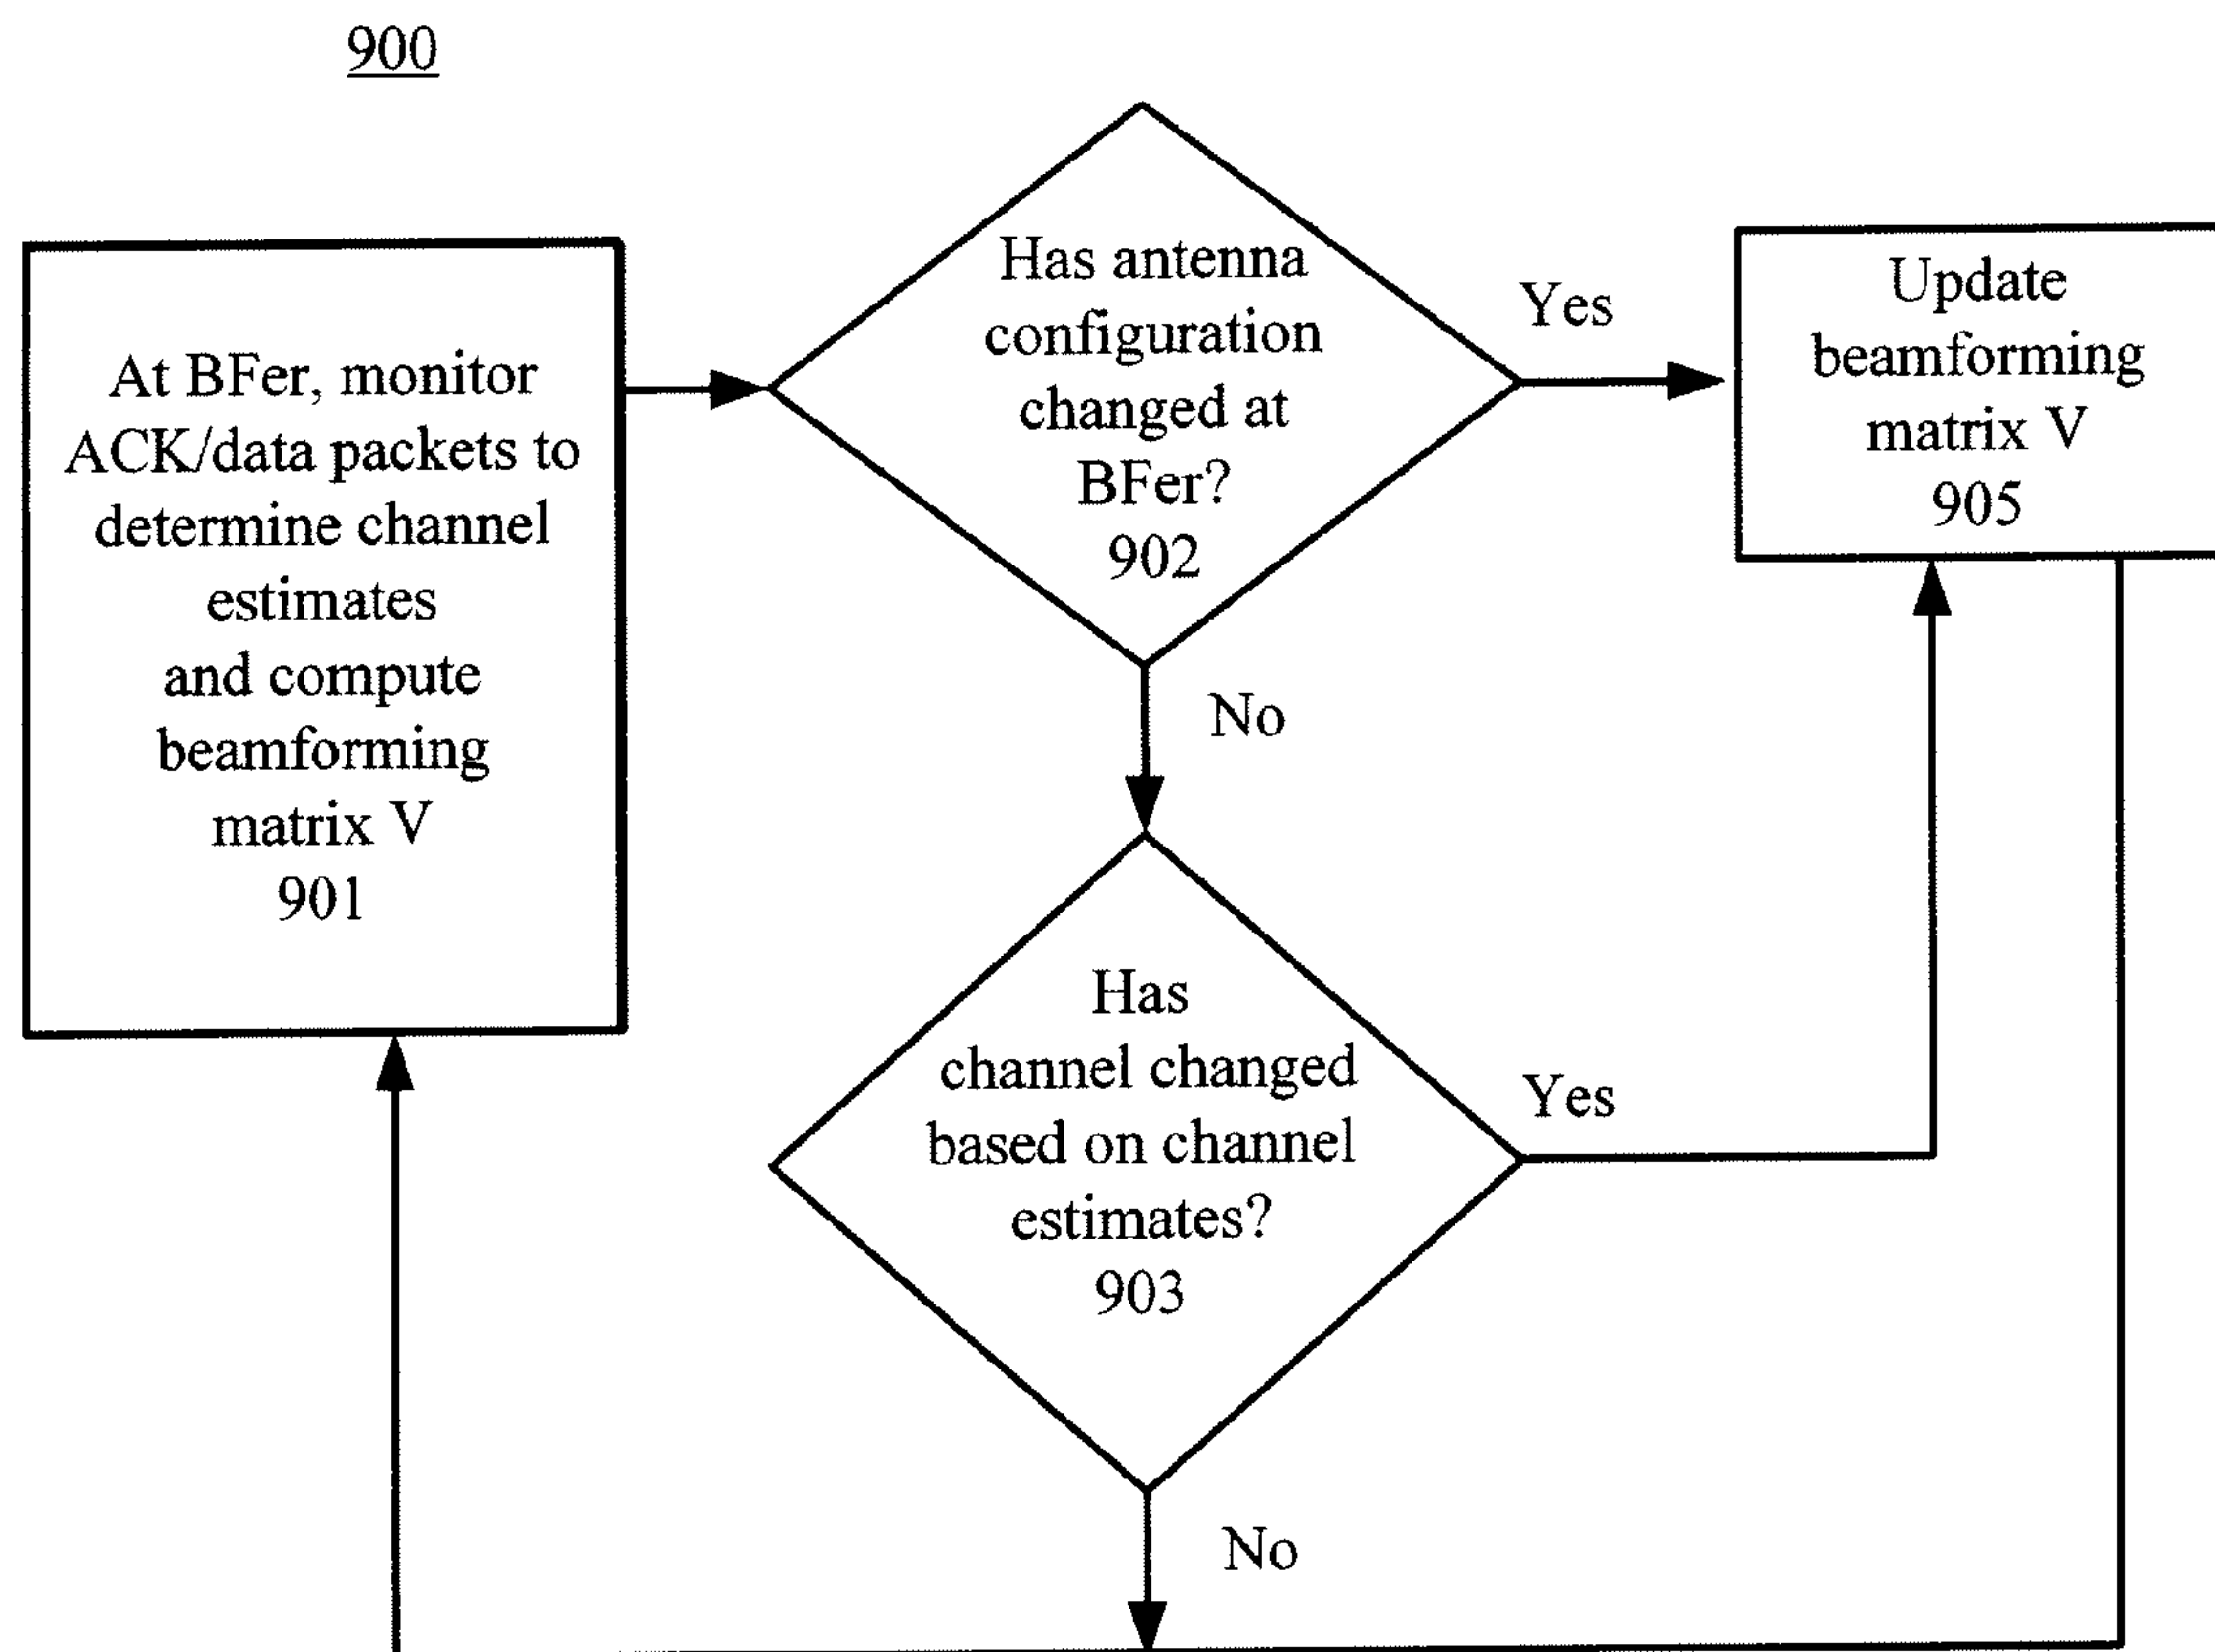 900
At BFer, monitor
ACK/data packets to
determine channel
estimates
and compute
beamforming
matrix V
901
Has antenna
configuration
changed at
BFer?
902
Yes
Update
beamforming
matrix V
905
No
Has
channel changed
based on channel
estimates?
903
Yes
No